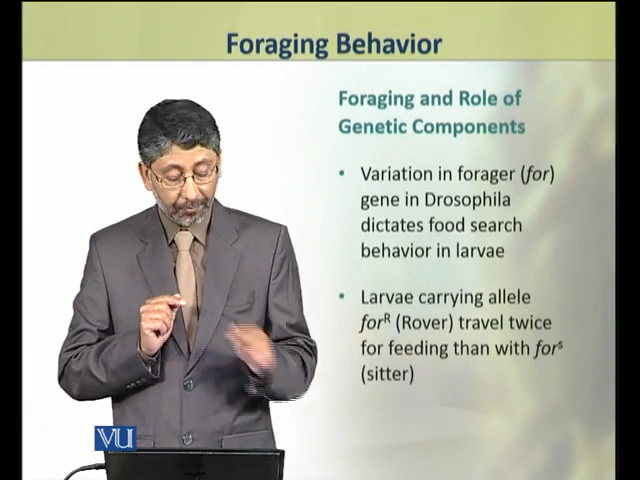 Foraging Behavior
Foraging and Role of
Genetic Components
• Variation in forager (for)
gene in Drosophila
dictates food search
behavior in larvae
• Larvae carrying allele
forᴿ (Rover) travel twice
for feeding than with forˢ
(sitter)
VU